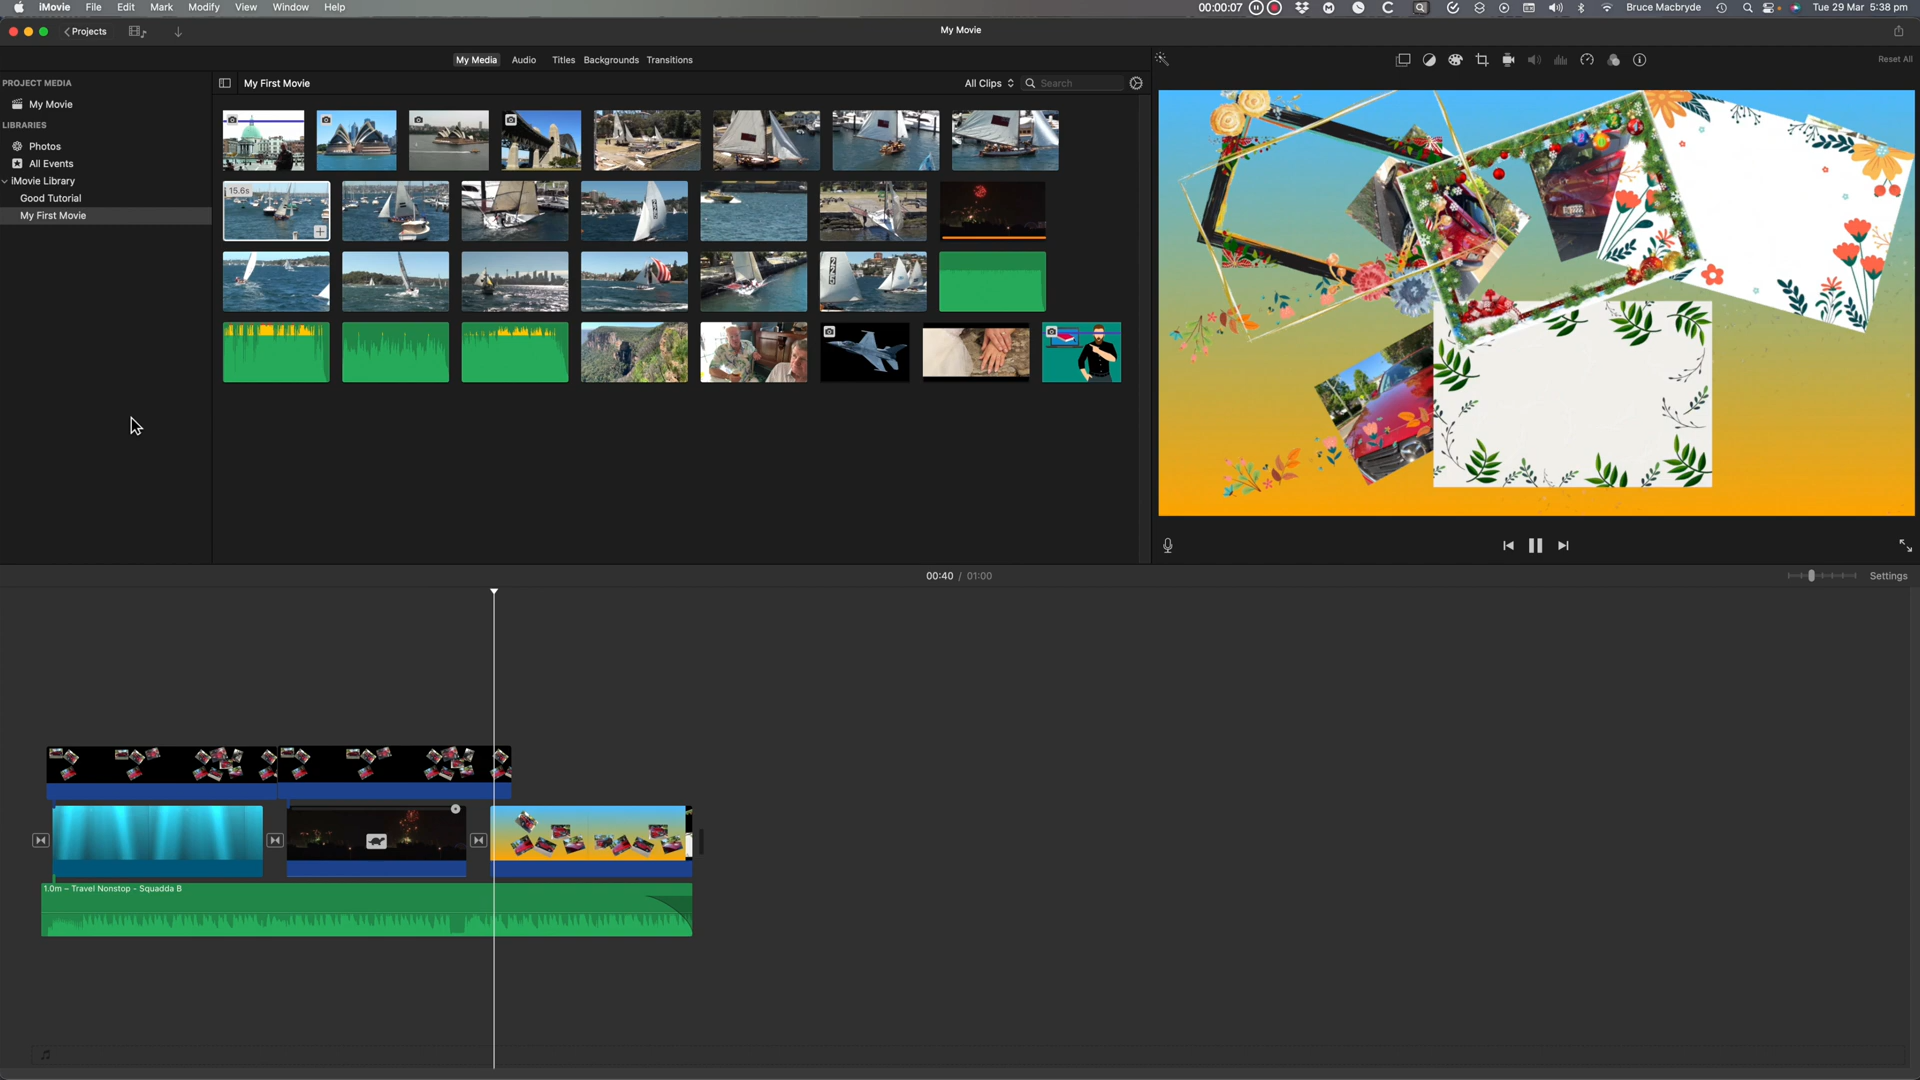 iMovie File Edit Mark Modify View Window Help 00:00:07 Bruce Macbryde Tue 29 Mar 5:38 pm
Projects My Movie
My Media Audio Titles Backgrounds Transitions Reset All
PROJECT MEDIA My First Movie All Clips Search
My Movie
LIBRARIES
Photos
All Events
iMovie Library
Good Tutorial
My First Movie
15.6s
00:40 / 01:00 Settings
1.0m – Travel Nonstop - Squadda B